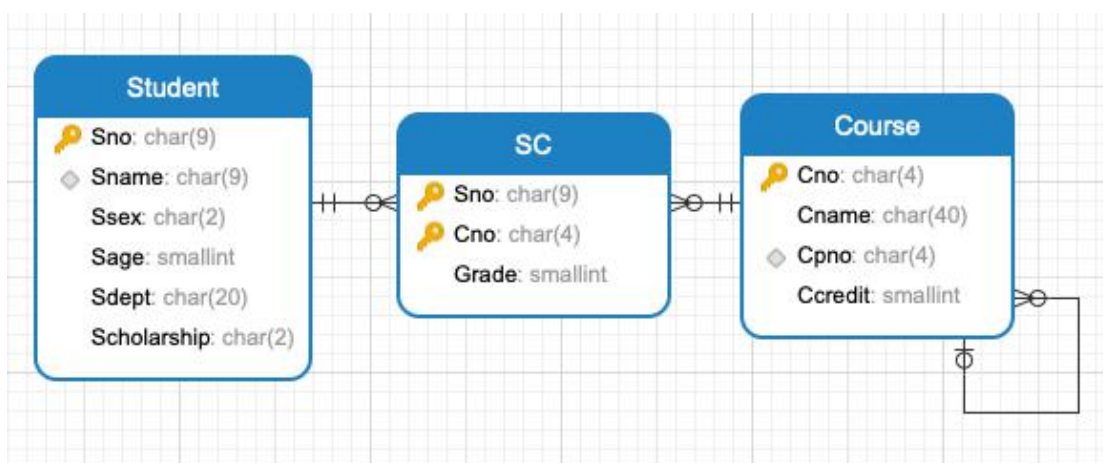 Student
Sno: char(9)
Sname: char(9)
Ssex: char(2)
Sage: smallint
Sdept: char(20)
Scholarship: char(2)
SC
Sno: char(9)
Cno: char(4)
Grade: smallint
Course
Cno: char(4)
Cname: char(40)
Cpno: char(4)
Ccredit: smallint